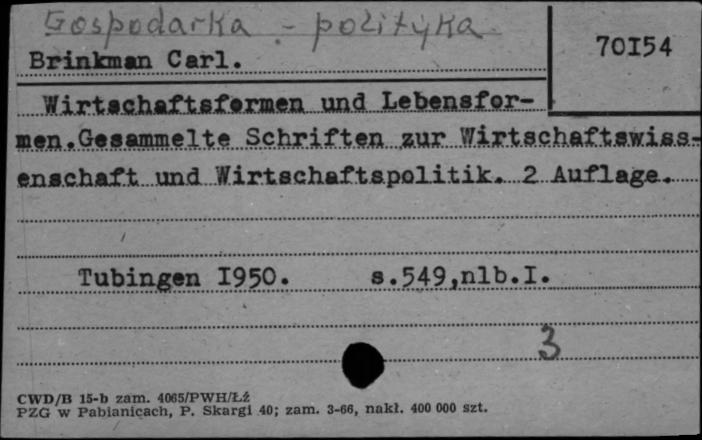 Gospodarka - polityka
Brinkman Carl.
70I54
Wirtschaftsformen und Lebensfor-
men.Gesammelte Schriften zur Wirtschaftswiss-
enschaft und Wirtschaftspolitik. 2 Auflage.
Tubingen I950. s.549,nlb.I.
3
CWD/B 15-b zam. 4065/PWH/Łź
PZG w Pabianicach, P. Skargi 40; zam. 3-66, nakł. 400 000 szt.